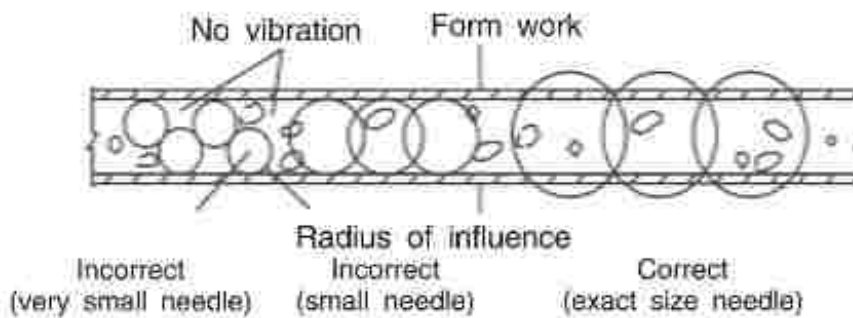 No vibration
Form work
Radius of influence
Incorrect
(very small needle)
Incorrect
(small needle)
Correct
(exact size needle)